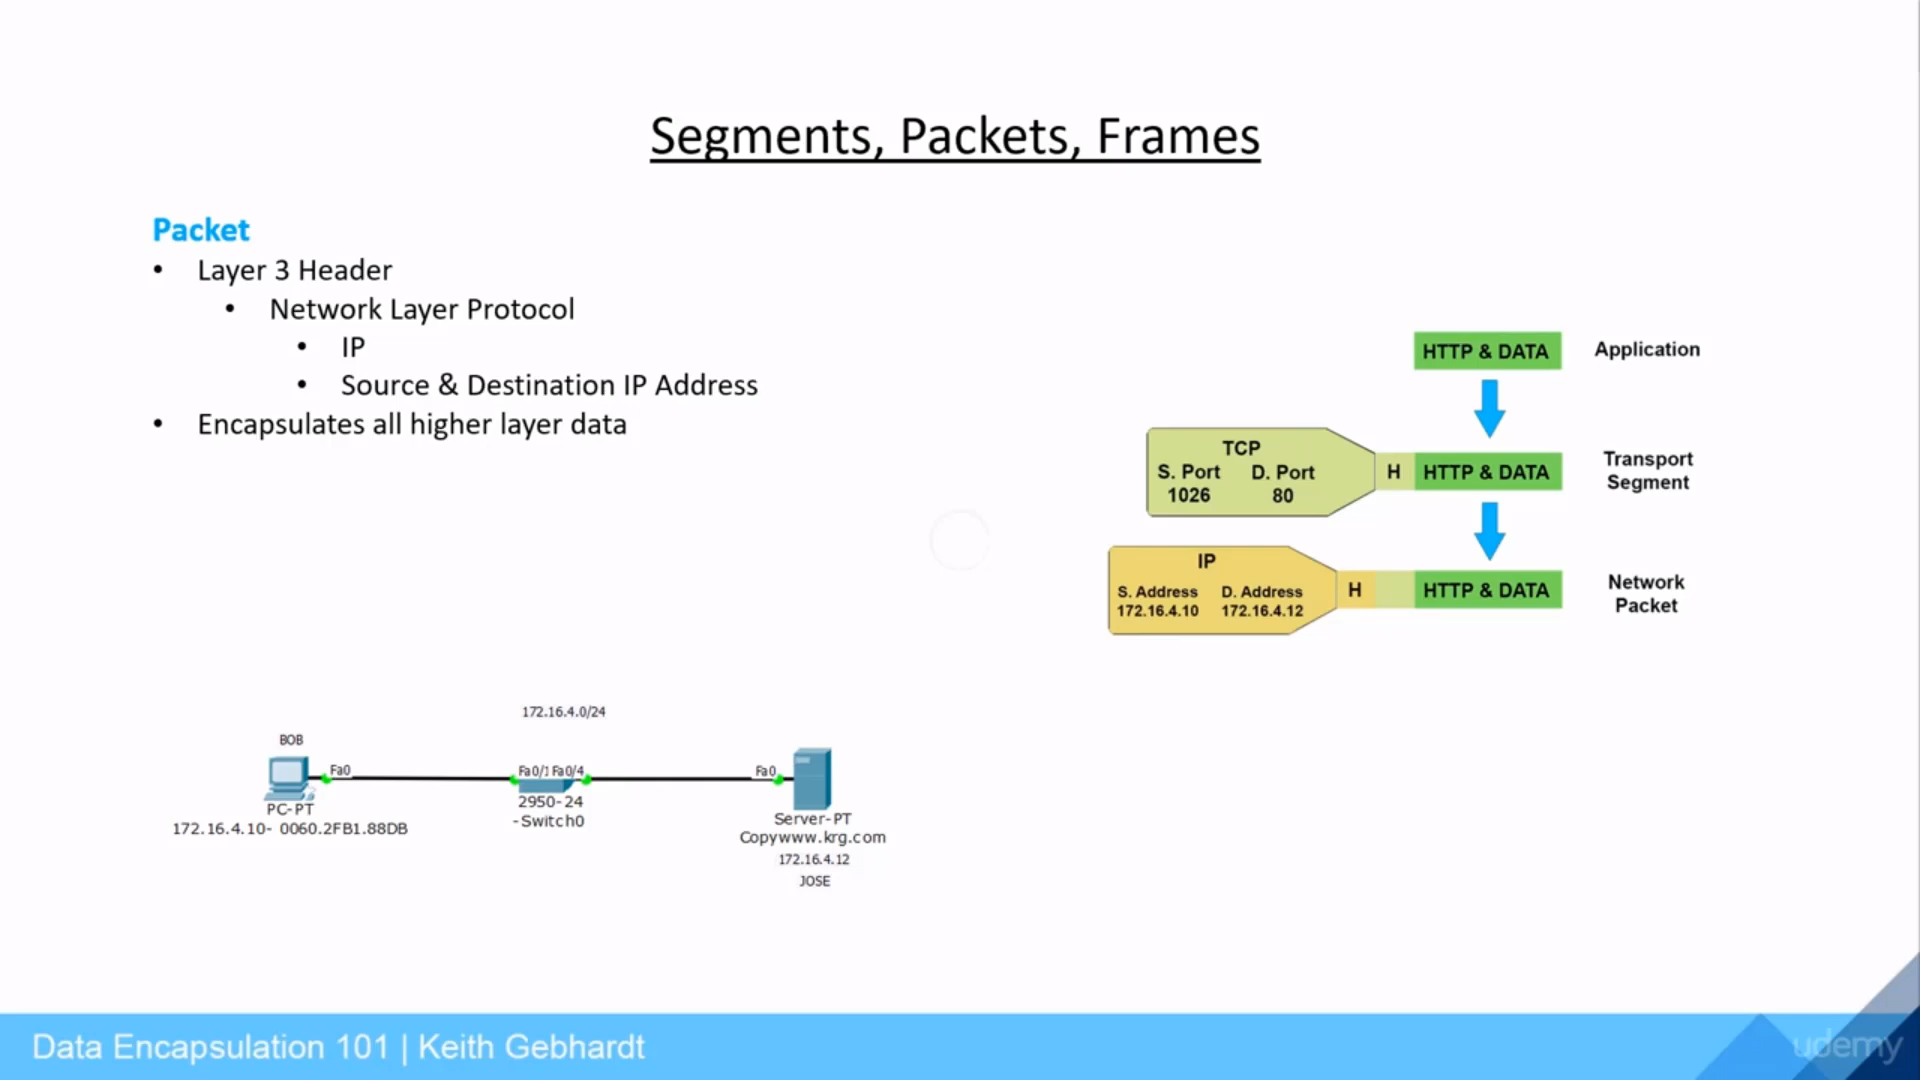 Segments, Packets, Frames
Packet
• Layer 3 Header
• Network Layer Protocol
• IP
• Source & Destination IP Address
• Encapsulates all higher layer data
HTTP & DATA
Application
TCP
S. Port D. Port
1026 80
H
HTTP & DATA
Transport
Segment
IP
S. Address D. Address
172.16.4.10 172.16.4.12
H
HTTP & DATA
Network
Packet
172.16.4.0/24
BOB
Fa0
PC-PT
172.16.4.10- 0060.2FB1.88DB
Fa0/1 Fa0/4
2950-24
-Switch0
Fa0
Server-PT
Copywww.krg.com
172.16.4.12
JOSE
Data Encapsulation 101 | Keith Gebhardt
udemy